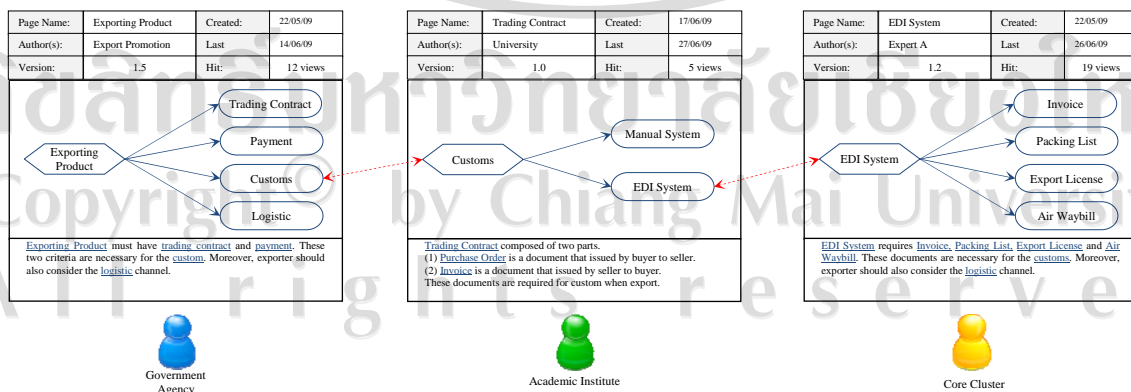 Page Name: Exporting Product Created: 22/05/09
Author(s): Export Promotion Last 14/06/09
Version: 1.5 Hit: 12 views
Trading Contract
Payment
Exporting
Product
Customs
Logistic
Exporting Product must have trading contract and payment. These
two criteria are necessary for the custom. Moreover, exporter should
also consider the logistic channel.
Government
Agency
Page Name: Trading Contract Created: 17/06/09
Author(s): University Last 27/06/09
Version: 1.0 Hit: 5 views
Manual System
Customs
EDI System
Trading Contract composed of two parts.
(1) Purchase Order is a document that issued by buyer to seller.
(2) Invoice is a document that issued by seller to buyer.
These documents are required for custom when export.
Academic Institute
Page Name: EDI System Created: 22/05/09
Author(s): Expert A Last 26/06/09
Version: 1.2 Hit: 19 views
Invoice
Packing List
EDI System
Export License
Air Waybill
EDI System requires Invoice, Packing List, Export License and Air
Waybill. These documents are necessary for the customs. Moreover,
exporter should also consider the logistic channel.
Core Cluster
Copyright© by Chiang Mai Universi
All rights reserve